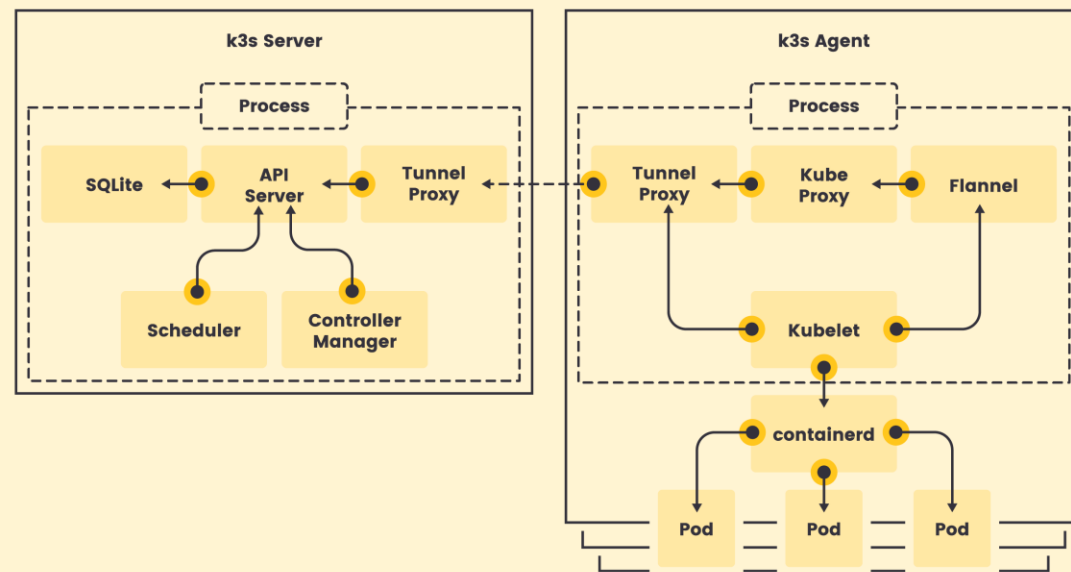 k3s Server
Process
SQLite
API
Server
Tunnel
Proxy
Scheduler
Controller
Manager
k3s Agent
Process
Tunnel
Proxy
Kube
Proxy
Flannel
Kubelet
containerd
Pod
Pod
Pod